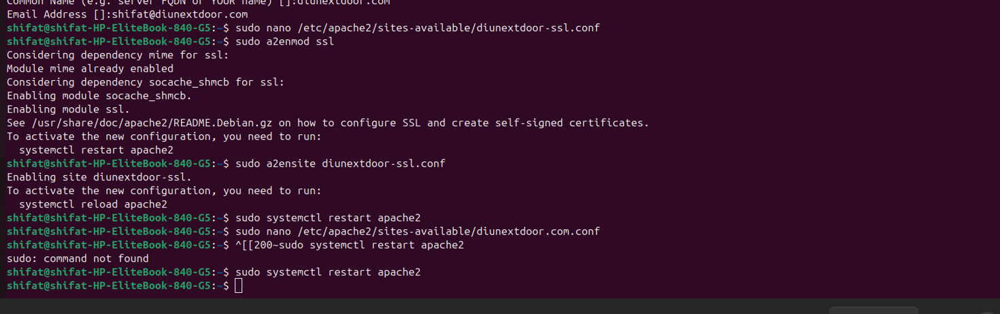 Common Name (e.g. server FQDN or YOUR name) []:diunextdoor.com
Email Address []:shifat@diunextdoor.com
shifat@shifat-HP-EliteBook-840-G5:~$ sudo nano /etc/apache2/sites-available/diunextdoor-ssl.conf
shifat@shifat-HP-EliteBook-840-G5:~$ sudo a2enmod ssl
Considering dependency mime for ssl:
Module mime already enabled
Considering dependency socache_shmcb for ssl:
Enabling module socache_shmcb.
Enabling module ssl.
See /usr/share/doc/apache2/README.Debian.gz on how to configure SSL and create self-signed certificates.
To activate the new configuration, you need to run:
  systemctl restart apache2
shifat@shifat-HP-EliteBook-840-G5:~$ sudo a2ensite diunextdoor-ssl.conf
Enabling site diunextdoor-ssl.
To activate the new configuration, you need to run:
  systemctl reload apache2
shifat@shifat-HP-EliteBook-840-G5:~$ sudo systemctl restart apache2
shifat@shifat-HP-EliteBook-840-G5:~$ sudo nano /etc/apache2/sites-available/diunextdoor.com.conf
shifat@shifat-HP-EliteBook-840-G5:~$ ^[[200~sudo systemctl restart apache2
sudo: command not found
shifat@shifat-HP-EliteBook-840-G5:~$ sudo systemctl restart apache2
shifat@shifat-HP-EliteBook-840-G5:~$